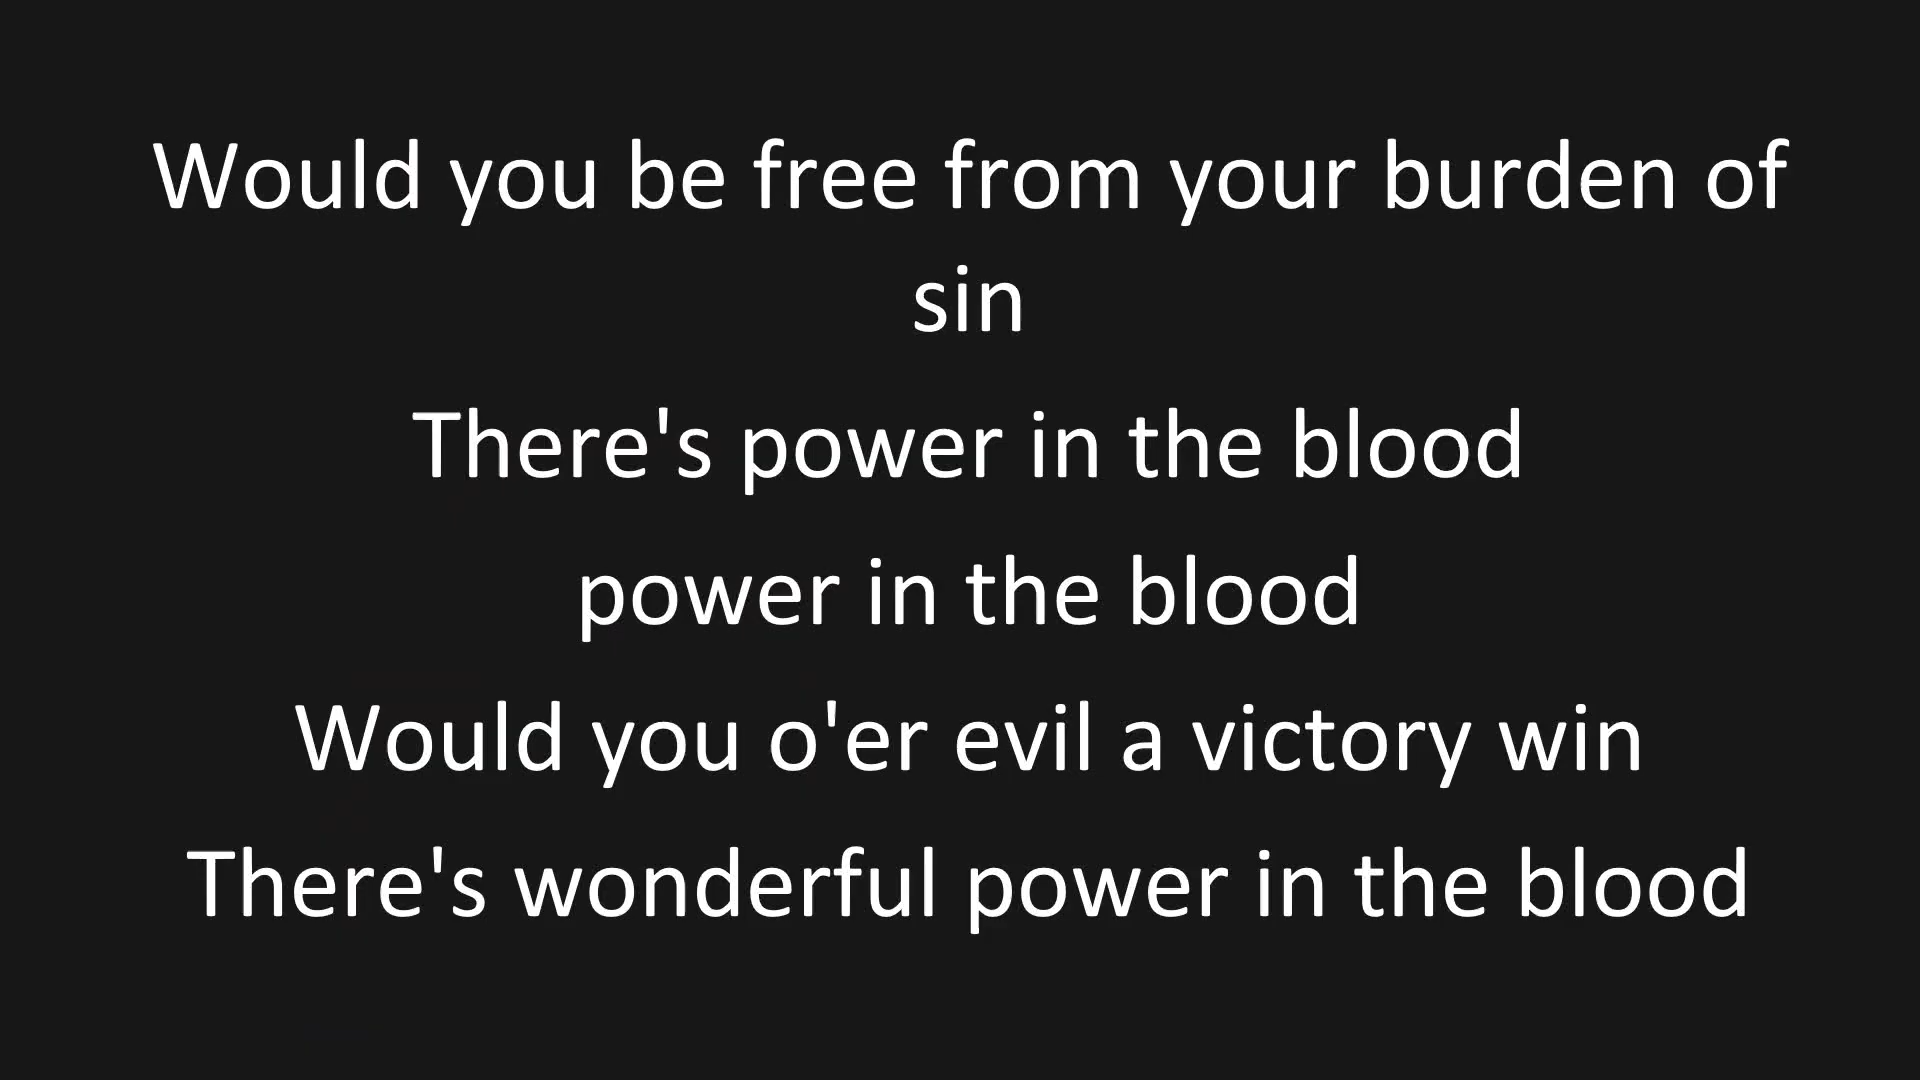 Would you be free from your burden of
sin
There's power in the blood
power in the blood
Would you o'er evil a victory win
There's wonderful power in the blood